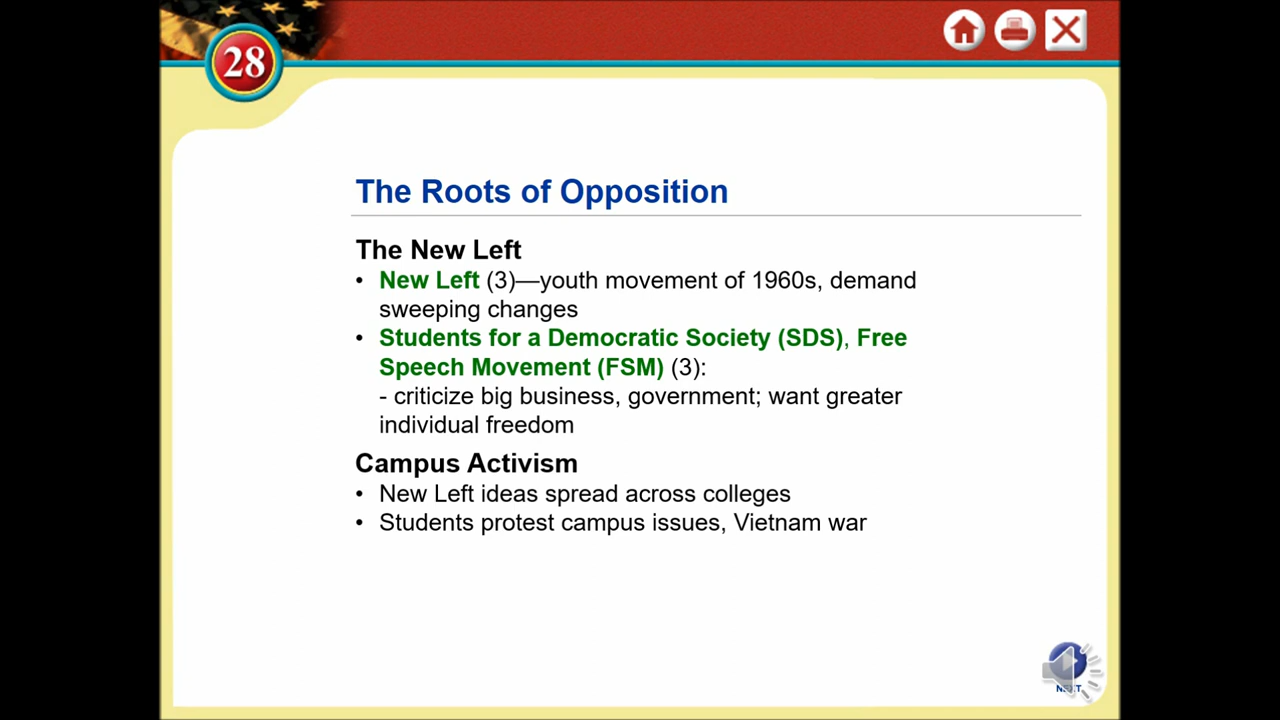 28
The Roots of Opposition
The New Left
• New Left (3)—youth movement of 1960s, demand
sweeping changes
• Students for a Democratic Society (SDS), Free
Speech Movement (FSM) (3):
- criticize big business, government; want greater
individual freedom
Campus Activism
• New Left ideas spread across colleges
• Students protest campus issues, Vietnam war
NEXT